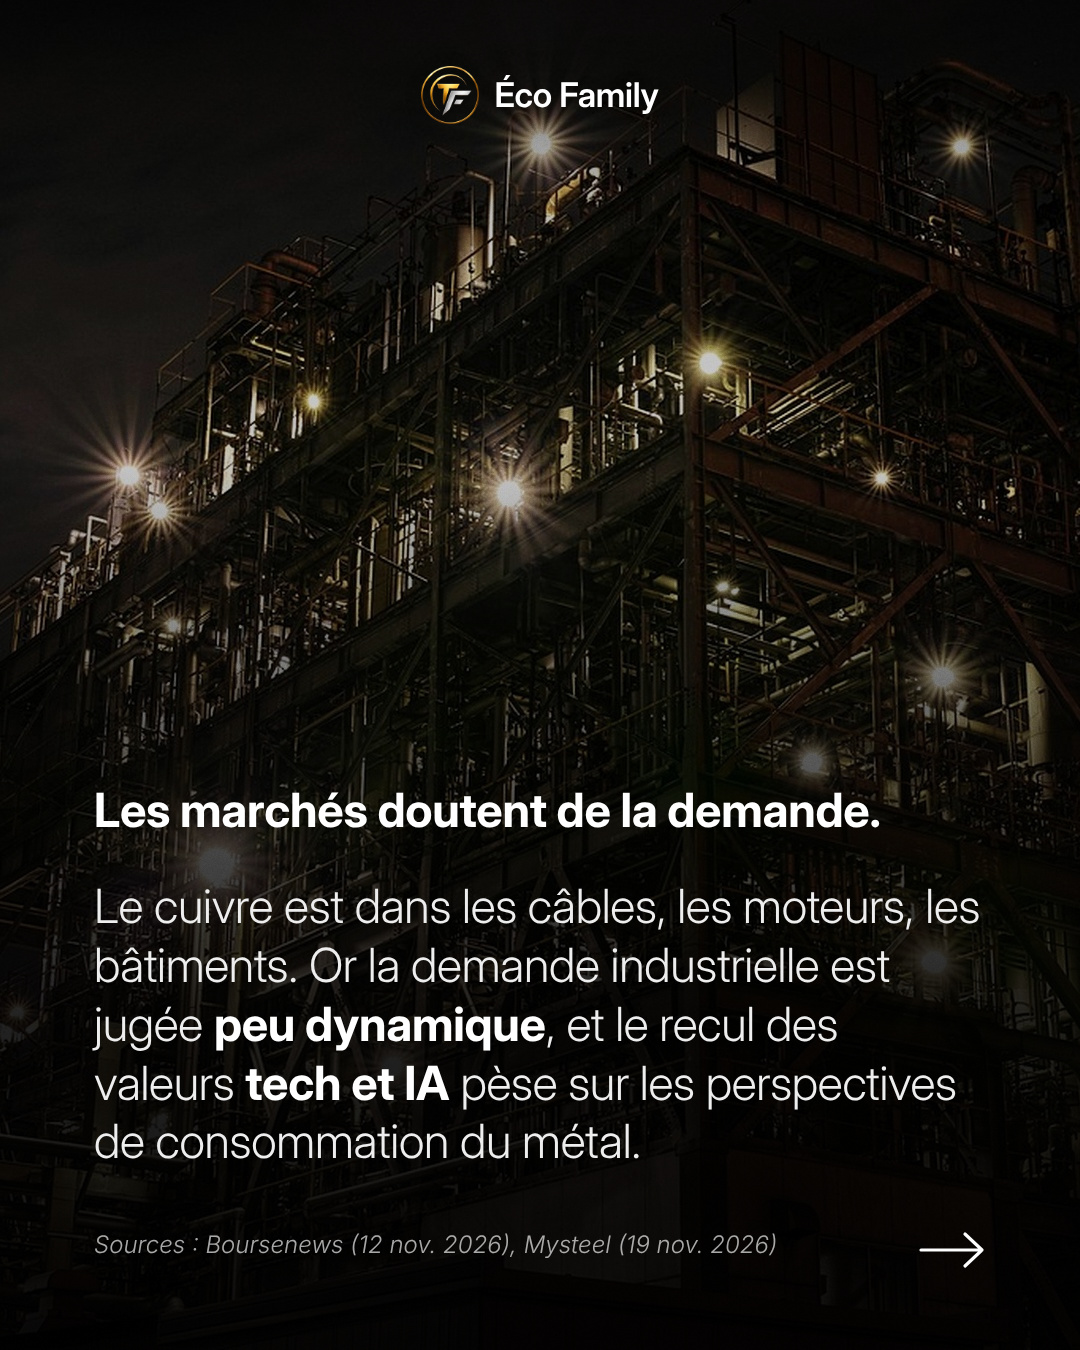 TF Éco Family
Les marchés doutent de la demande.
Le cuivre est dans les câbles, les moteurs, les
bâtiments. Or la demande industrielle est
jugée peu dynamique, et le recul des
valeurs tech et IA pèse sur les perspectives
de consommation du métal.
Sources : Boursenews (12 nov. 2026), Mysteel (19 nov. 2026)